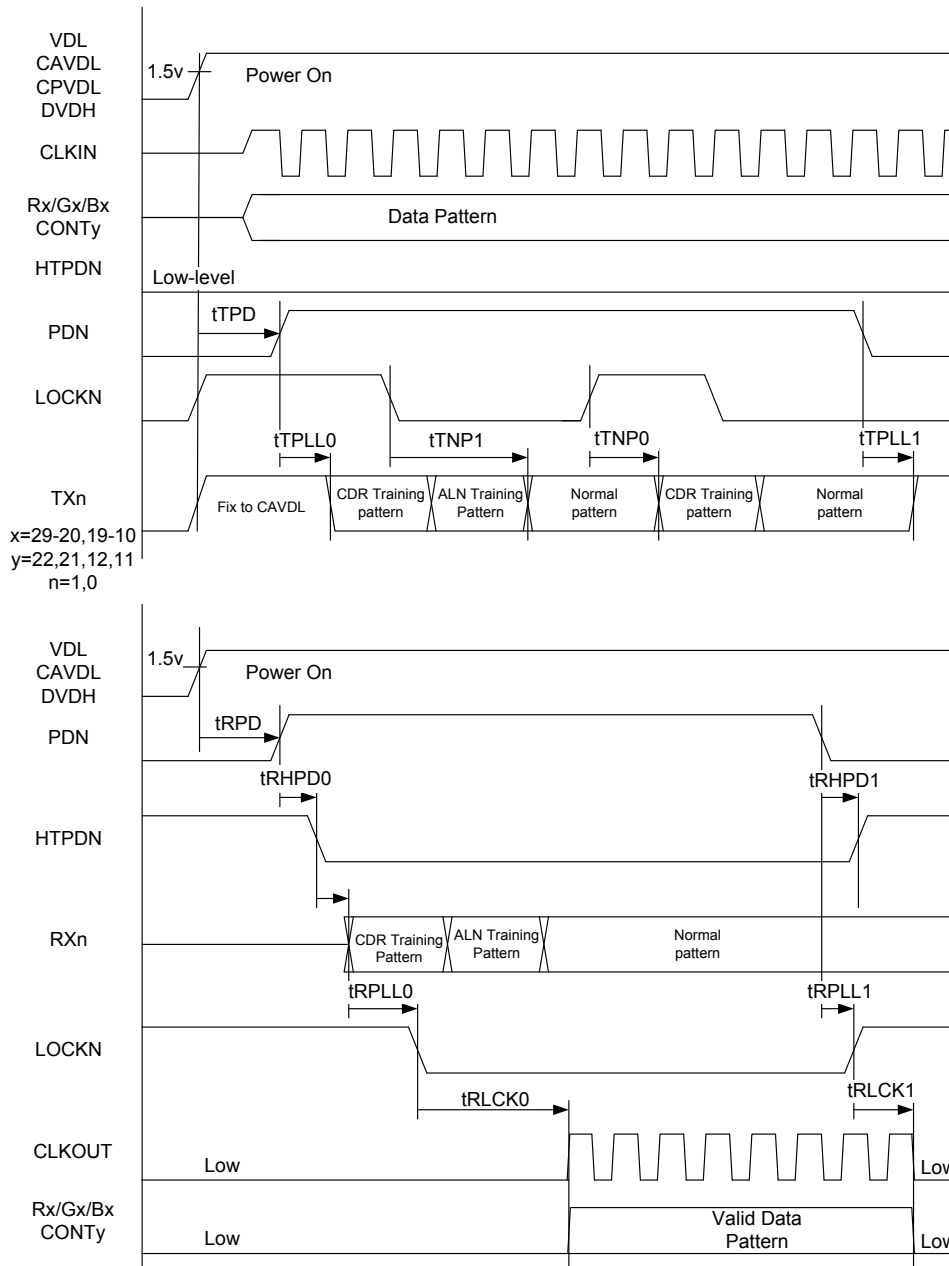 VDL
CAVDL
CPVDL
DVDH
1.5v
Power On
CLKIN
Rx/Gx/Bx
CONTy
Data Pattern
HTPDN
Low-level
tTPD
PDN
LOCKN
tTPLL0
tTNP1
tTNP0
tTPLL1
TXn
Fix to CAVDL
CDR Training
pattern
ALN Training
Pattern
Normal
pattern
CDR Training
pattern
Normal
pattern
x=29-20,19-10
y=22,21,12,11
n=1,0
VDL
CAVDL
DVDH
1.5v
Power On
tRPD
PDN
tRHPD0
tRHPD1
HTPDN
RXn
CDR Training
Pattern
ALN Training
Pattern
Normal
pattern
tRPLL0
tRPLL1
LOCKN
tRLCK0
tRLCK1
CLKOUT
Low
Low
Rx/Gx/Bx
CONTy
Low
Valid Data
Pattern
Low